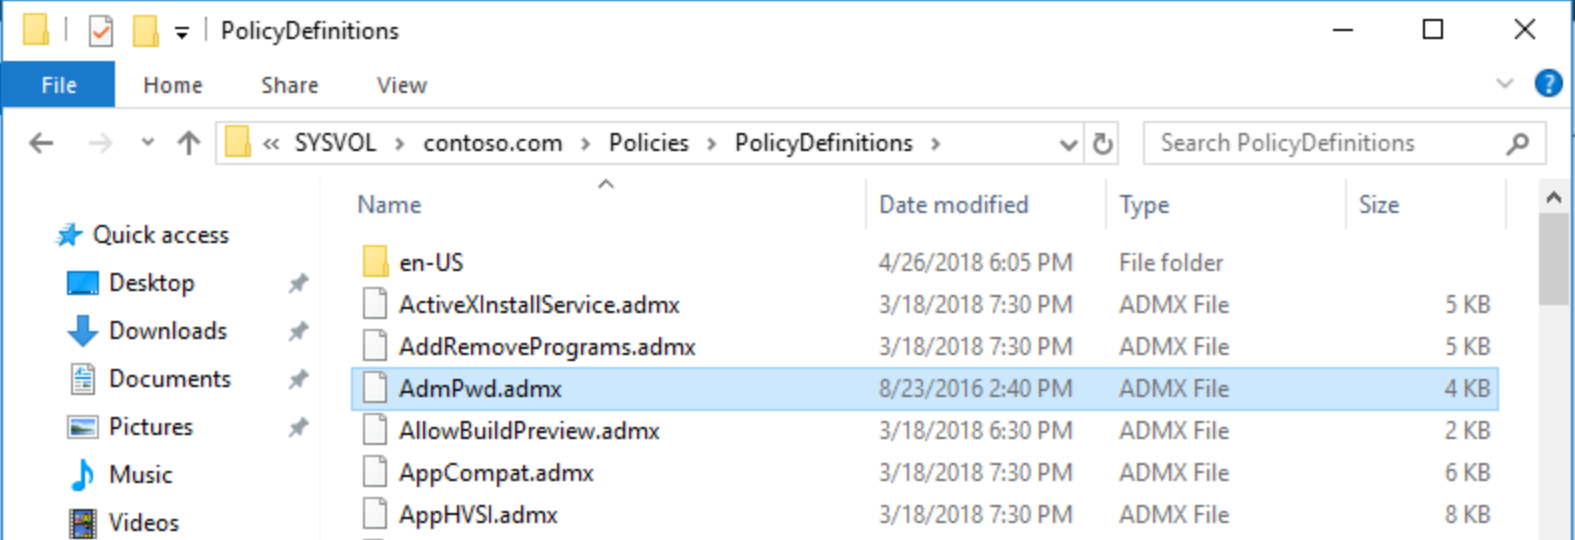 PolicyDefinitions
File Home Share View
« SYSVOL > contoso.com > Policies > PolicyDefinitions >
Search PolicyDefinitions
Name Date modified Type Size
Quick access
Desktop
Downloads
Documents
Pictures
Music
Videos
en-US 4/26/2018 6:05 PM File folder
ActiveXInstallService.admx 3/18/2018 7:30 PM ADMX File 5 KB
AddRemovePrograms.admx 3/18/2018 7:30 PM ADMX File 5 KB
AdmPwd.admx 8/23/2016 2:40 PM ADMX File 4 KB
AllowBuildPreview.admx 3/18/2018 6:30 PM ADMX File 2 KB
AppCompat.admx 3/18/2018 7:30 PM ADMX File 6 KB
AppHVSI.admx 3/18/2018 7:30 PM ADMX File 8 KB